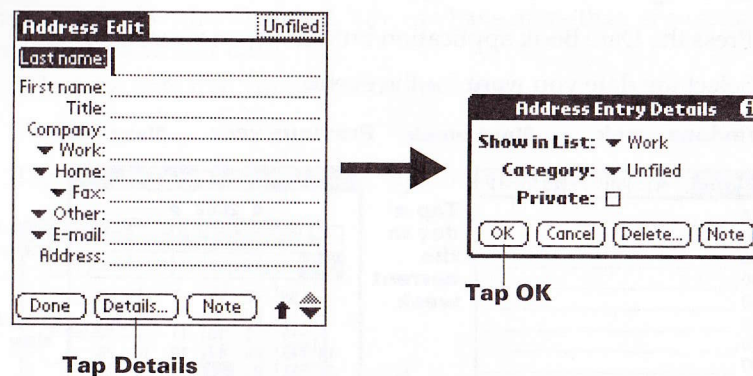 Address Edit Unfiled
Last name:
First name:
Title:
Company:
Work:
Home:
Fax:
Other:
E-mail:
Address:
Done Details... Note
Tap Details
Address Entry Details i
Show in List: Work
Category: Unfiled
Private:
OK Cancel Delete... Note
Tap OK